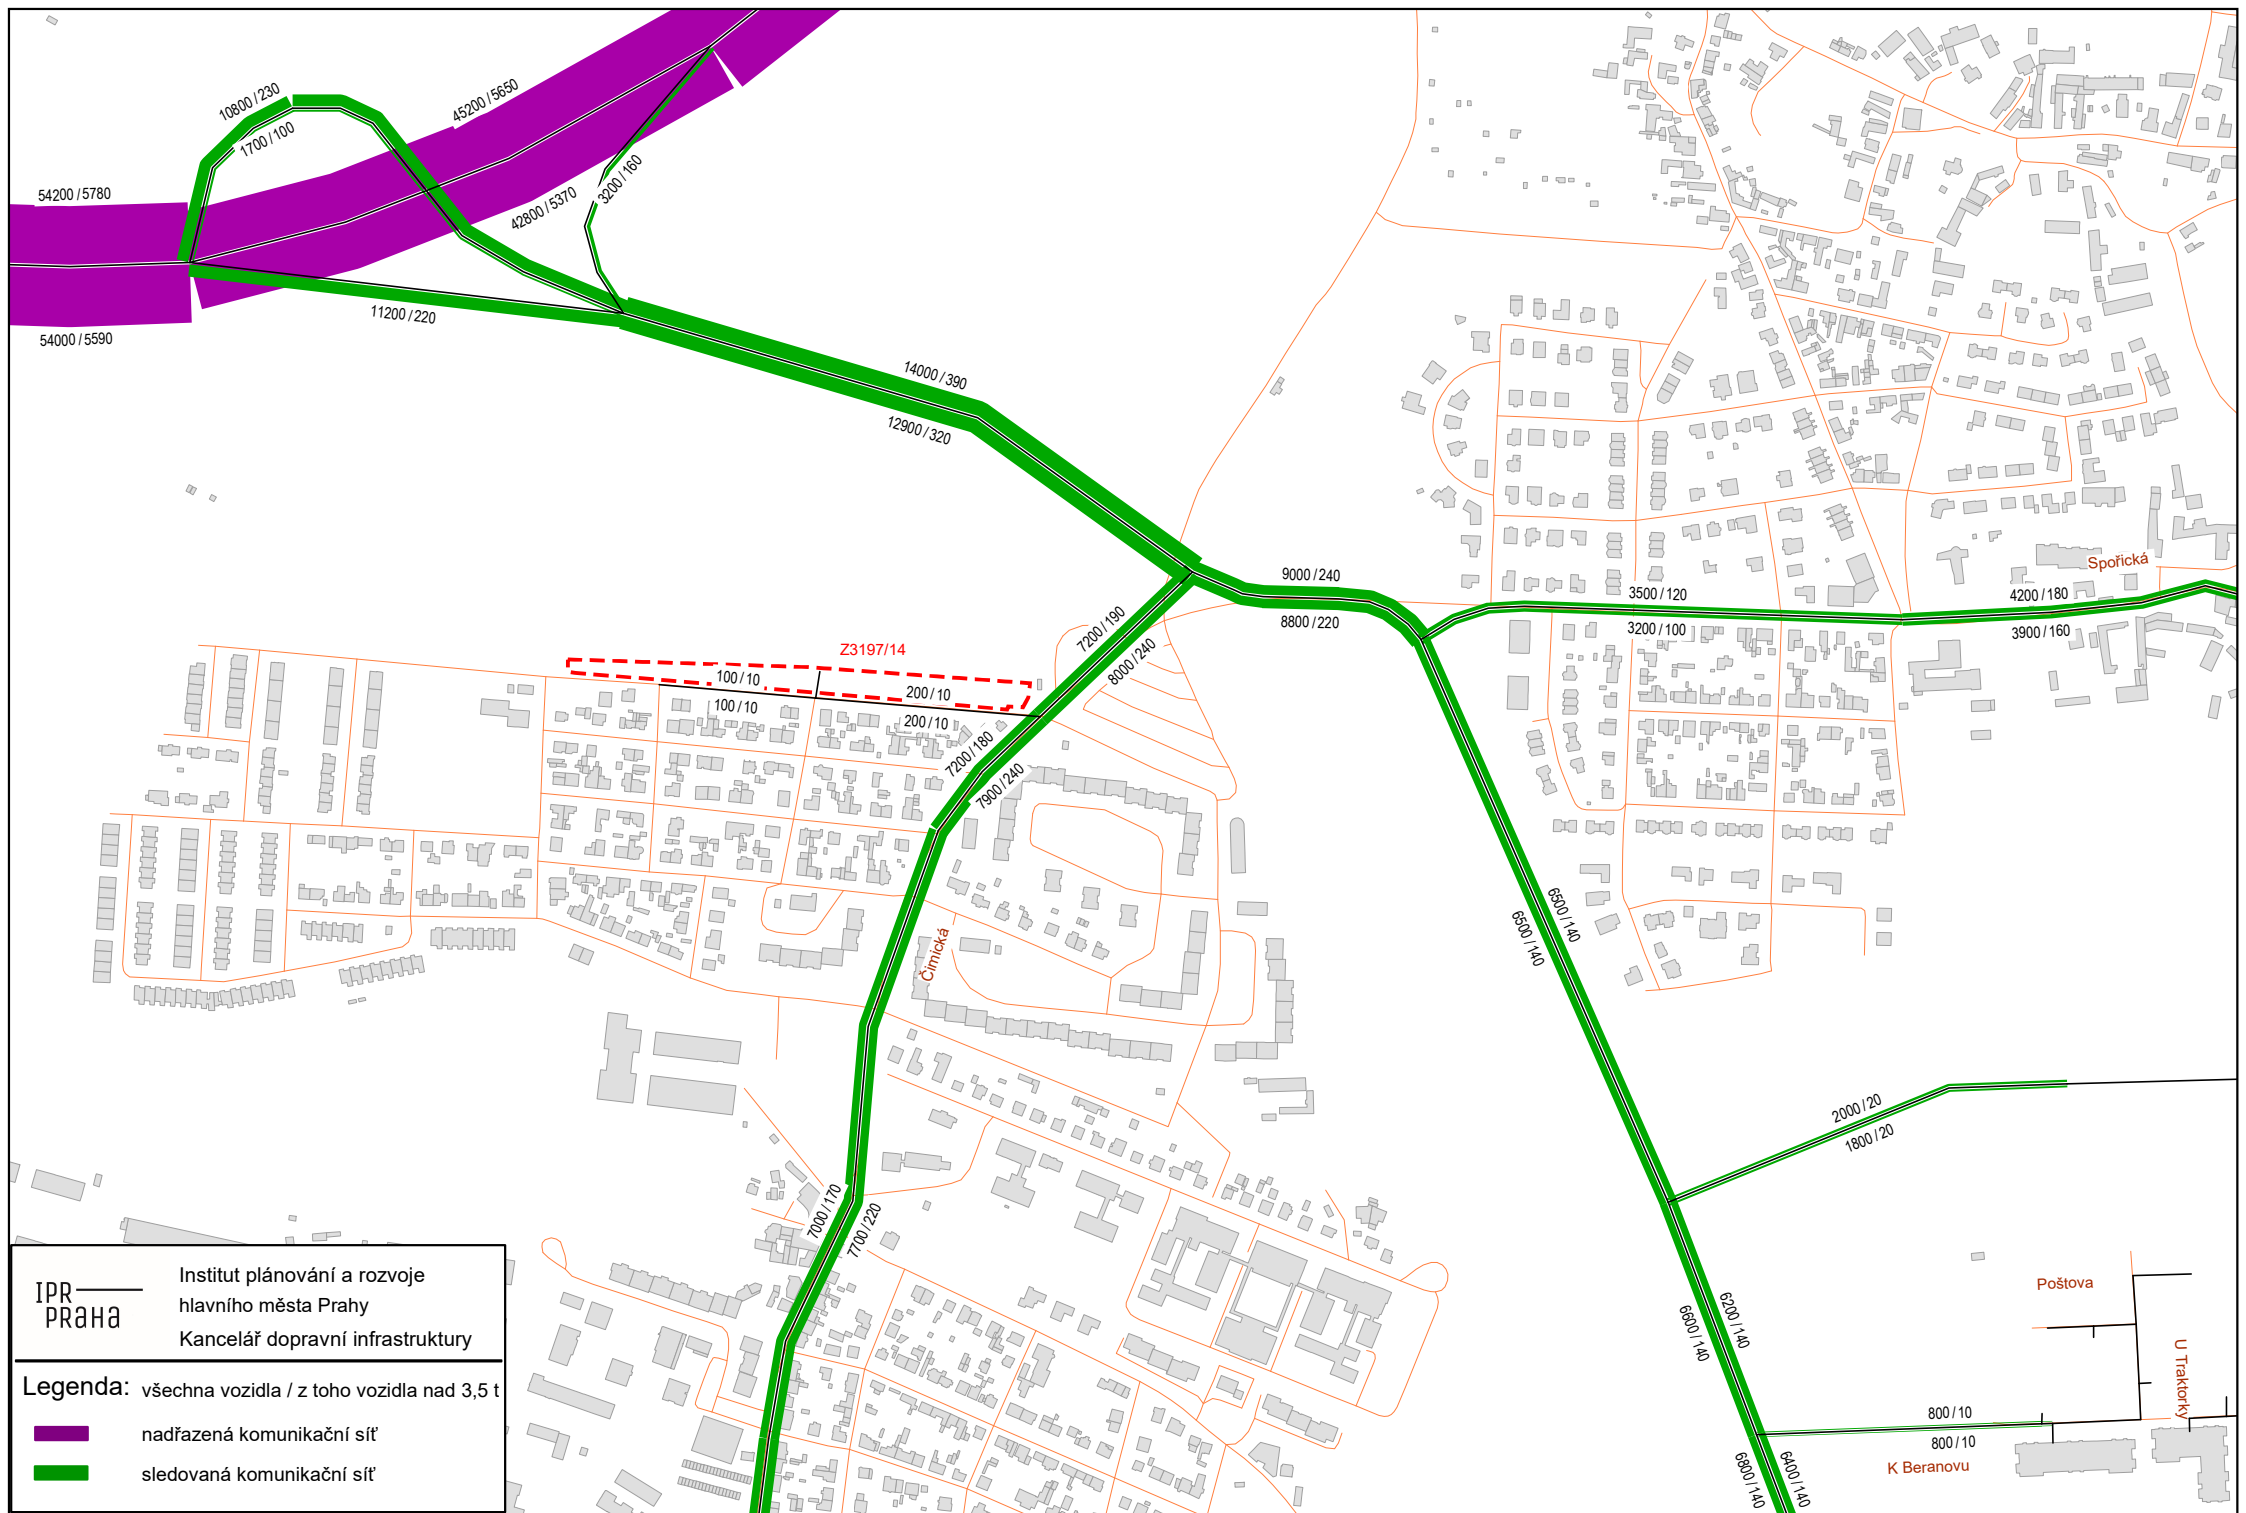 10800 / 230
1700 / 100
45200 / 5650
54200 / 5780
3200 / 160
42800 / 5370
11200 / 220
54000 / 5590
14000 / 390
12900 / 320
9000 / 240
8800 / 220
Spořická
3500 / 120
4200 / 180
3200 / 100
3900 / 160
7200 / 190
8000 / 240
Z3197/14
100 / 10
200 / 10
100 / 10
200 / 10
7200 / 180
7900 / 240
6500 / 140
6500 / 140
Čimická
2000 / 20
1800 / 20
7000 / 170
7700 / 220
Poštova
U Traktorky
6200 / 140
6600 / 140
800 / 10
800 / 10
K Beranovu
6400 / 140
6800 / 140
IPR
PRAHA
Institut plánování a rozvoje
hlavního města Prahy
Kancelář dopravní infrastruktury
Legenda: všechna vozidla / z toho vozidla nad 3,5 t
nadřazená komunikační síť
sledovaná komunikační síť